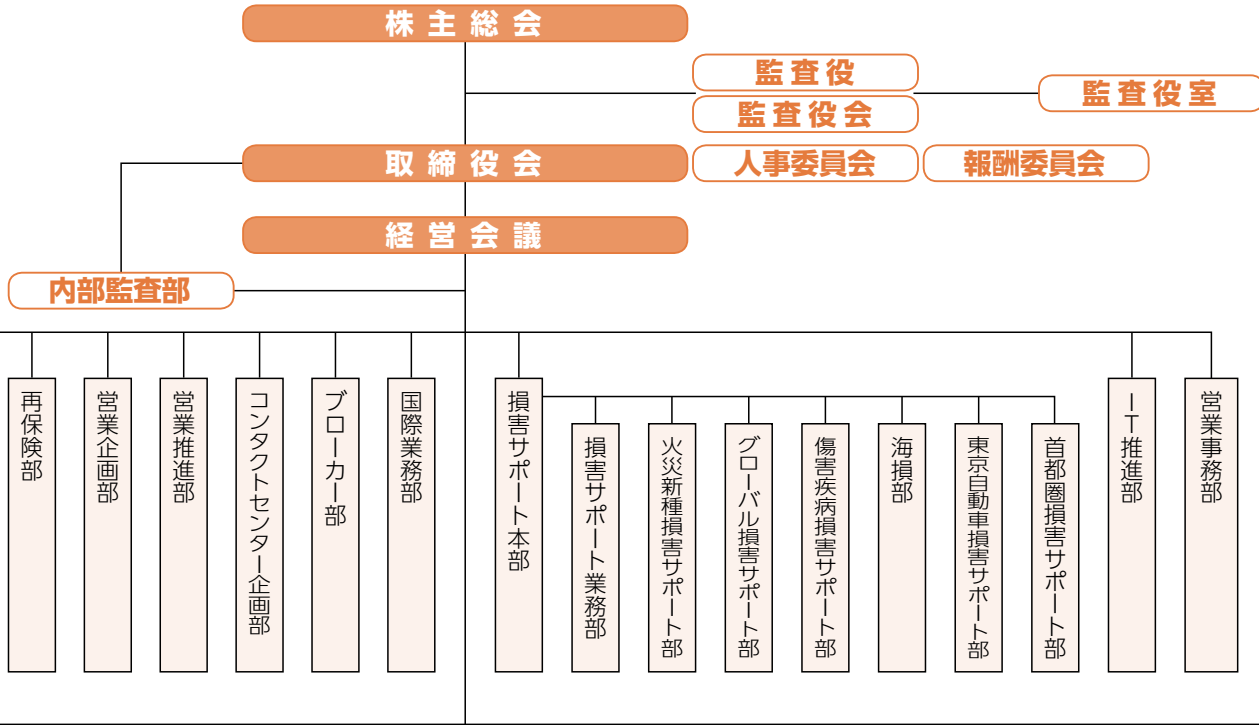 株主総会
監査役
監査役会
監査役室
取締役会
人事委員会
報酬委員会
経営会議
内部監査部
再保険部
営業企画部
営業推進部
コンタクトセンター企画部
ブローカー部
国際業務部
損害サポート本部
損害サポート業務部
火災新種損害サポート部
グローバル損害サポート部
傷害疾病損害サポート部
海損部
東京自動車損害サポート部
首都圏損害サポート部
IT推進部
営業事務部